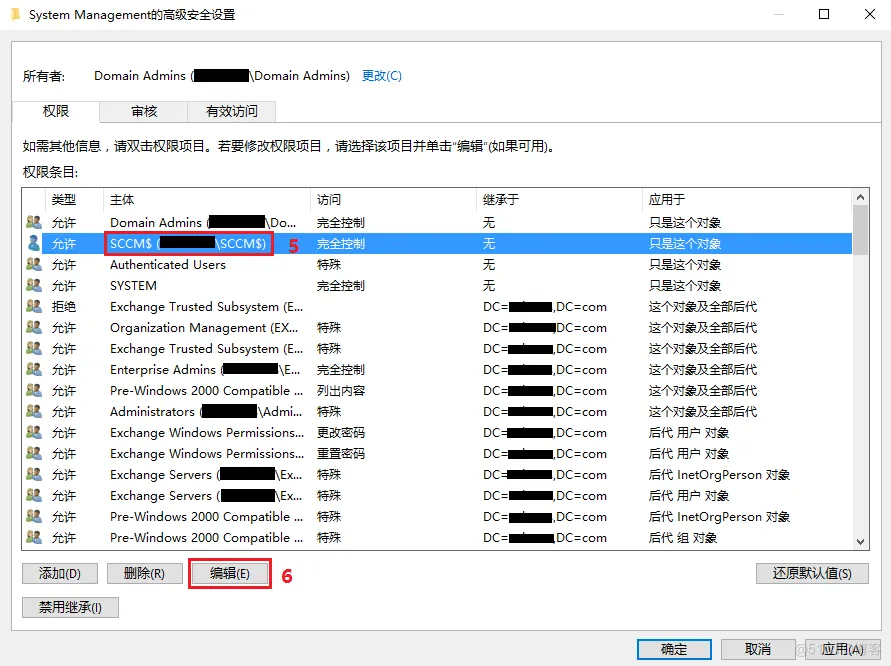 System Management的高级安全设置
所有者: Domain Admins ( \Domain Admins) 更改(C)
权限 审核 有效访问
如需其他信息，请双击权限项目。若要修改权限项目，请选择该项目并单击“编辑”(如果可用)。
权限条目:
类型 主体 访问 继承于 应用于
允许 Domain Admins ( \Do... 完全控制 无 只是这个对象
允许 SCCM$ ( \SCCM$) 5 完全控制 无 只是这个对象
允许 Authenticated Users 特殊 无 只是这个对象
允许 SYSTEM 完全控制 无 只是这个对象
拒绝 Exchange Trusted Subsystem (E... DC= ,DC=com 这个对象及全部后代
允许 Organization Management (EX... 特殊 DC= ,DC=com 这个对象及全部后代
允许 Exchange Trusted Subsystem (E... 特殊 DC= ,DC=com 这个对象及全部后代
允许 Enterprise Admins ( \E... 完全控制 DC= ,DC=com 这个对象及全部后代
允许 Pre-Windows 2000 Compatible ... 列出内容 DC= ,DC=com 这个对象及全部后代
允许 Administrators ( \Admi... 特殊 DC= ,DC=com 这个对象及全部后代
允许 Exchange Windows Permissions... 更改密码 DC= ,DC=com 后代 用户 对象
允许 Exchange Windows Permissions... 重置密码 DC= ,DC=com 后代 用户 对象
允许 Exchange Servers ( \Ex... 特殊 DC= ,DC=com 后代 InetOrgPerson 对象
允许 Exchange Servers ( \Ex... 特殊 DC= ,DC=com 后代 用户 对象
允许 Pre-Windows 2000 Compatible ... 特殊 DC= ,DC=com 后代 InetOrgPerson 对象
允许 Pre-Windows 2000 Compatible ... 特殊 DC= ,DC=com 后代 组 对象
添加(D) 删除(R) 编辑(E) 6 还原默认值(S)
禁用继承(I)
确定 取消 应用(A)